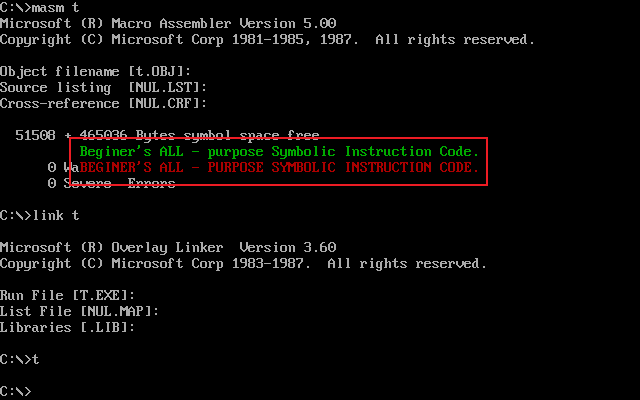 C:\>masm t
Microsoft (R) Macro Assembler Version 5.00
Copyright (C) Microsoft Corp 1981-1985, 1987.  All rights reserved.
Object filename [t.OBJ]:
Source listing  [NUL.LST]:
Cross-reference [NUL.CRF]:
51508 + 465036 Bytes symbol space free
Beginer's ALL - purpose Symbolic Instruction Code.
0 Wa BEGINER'S ALL - PURPOSE SYMBOLIC INSTRUCTION CODE.
0 Severe  Errors
C:\>link t
Microsoft (R) Overlay Linker  Version 3.60
Copyright (C) Microsoft Corp 1983-1987.  All rights reserved.
Run File [T.EXE]:
List File [NUL.MAP]:
Libraries [.LIB]:
C:\>t
C:\>